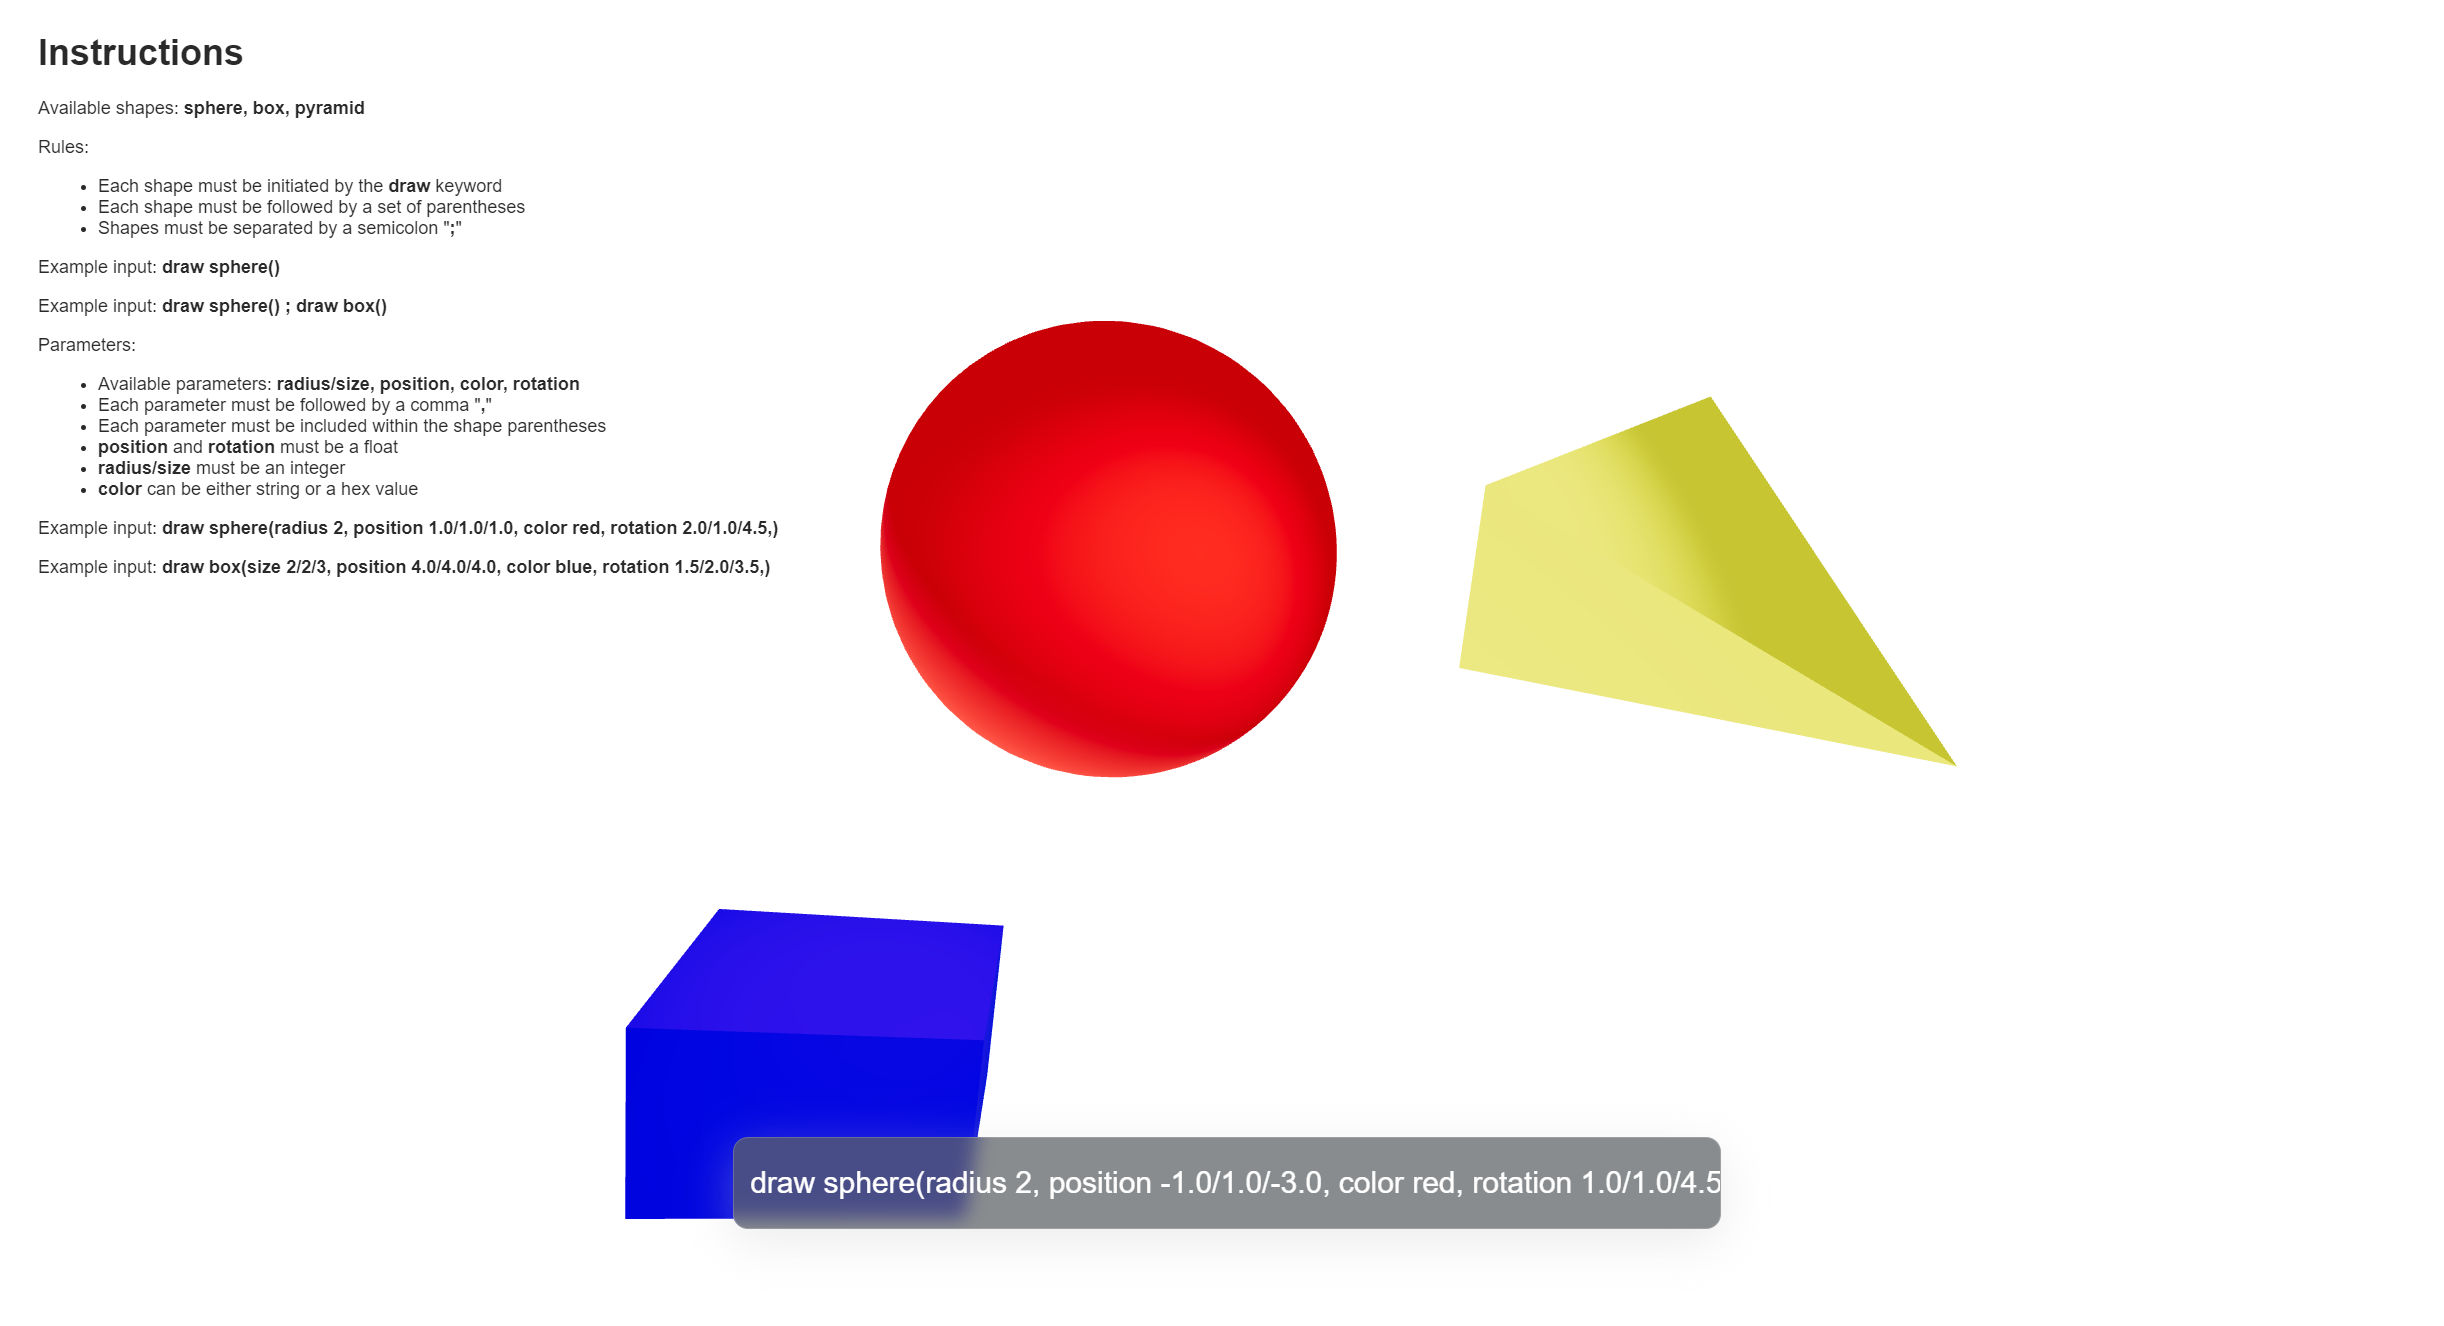 Instructions
Available shapes: sphere, box, pyramid
Rules:
• Each shape must be initiated by the draw keyword
• Each shape must be followed by a set of parentheses
• Shapes must be separated by a semicolon ";"
Example input: draw sphere()
Example input: draw sphere() ; draw box()
Parameters:
• Available parameters: radius/size, position, color, rotation
• Each parameter must be followed by a comma ","
• Each parameter must be included within the shape parentheses
• position and rotation must be a float
• radius/size must be an integer
• color can be either string or a hex value
Example input: draw sphere(radius 2, position 1.0/1.0/1.0, color red, rotation 2.0/1.0/4.5,)
Example input: draw box(size 2/2/3, position 4.0/4.0/4.0, color blue, rotation 1.5/2.0/3.5,)
draw sphere(radius 2, position -1.0/1.0/-3.0, color red, rotation 1.0/1.0/4.5